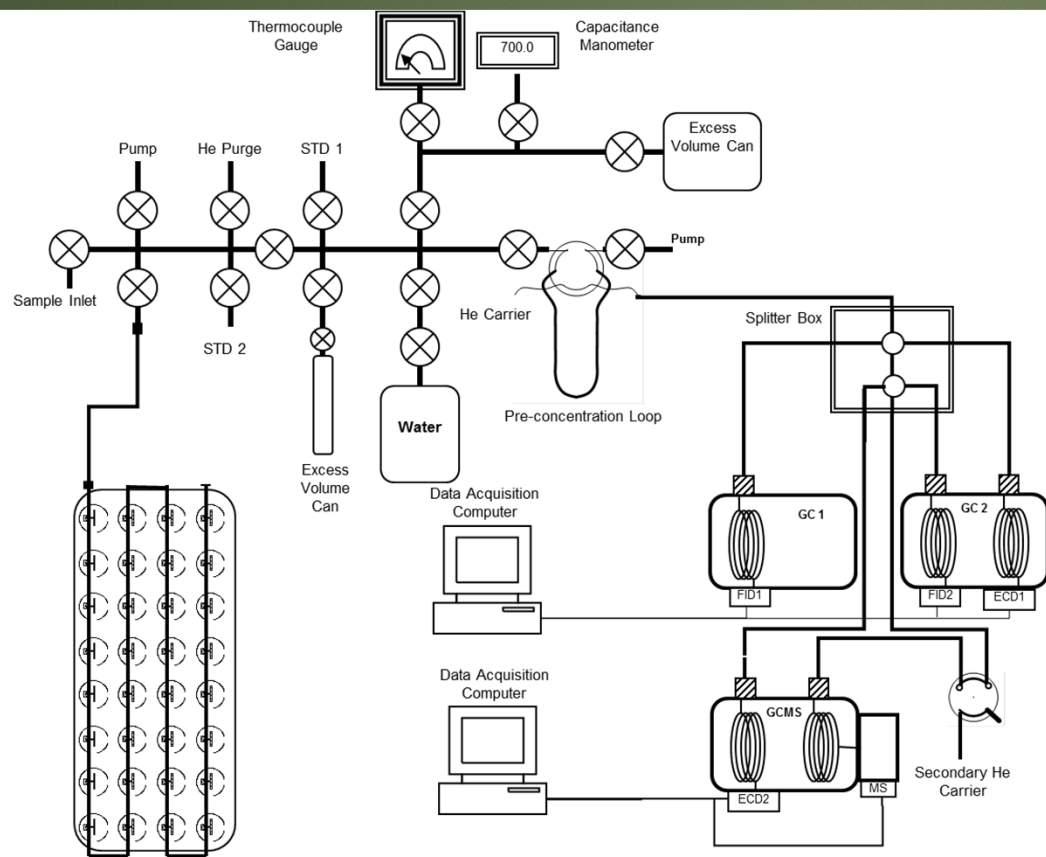 Thermocouple
Gauge
700.0
Capacitance
Manometer
Excess
Volume Can
Pump
He Purge
STD 1
Pump
Sample Inlet
STD 2
He Carrier
Splitter Box
Water
Pre-concentration Loop
Excess
Volume
Can
Data Acquisition
Computer
GC 1
GC 2
FID1
FID2
ECD1
Data Acquisition
Computer
GCMS
ECD2
MS
Secondary He
Carrier